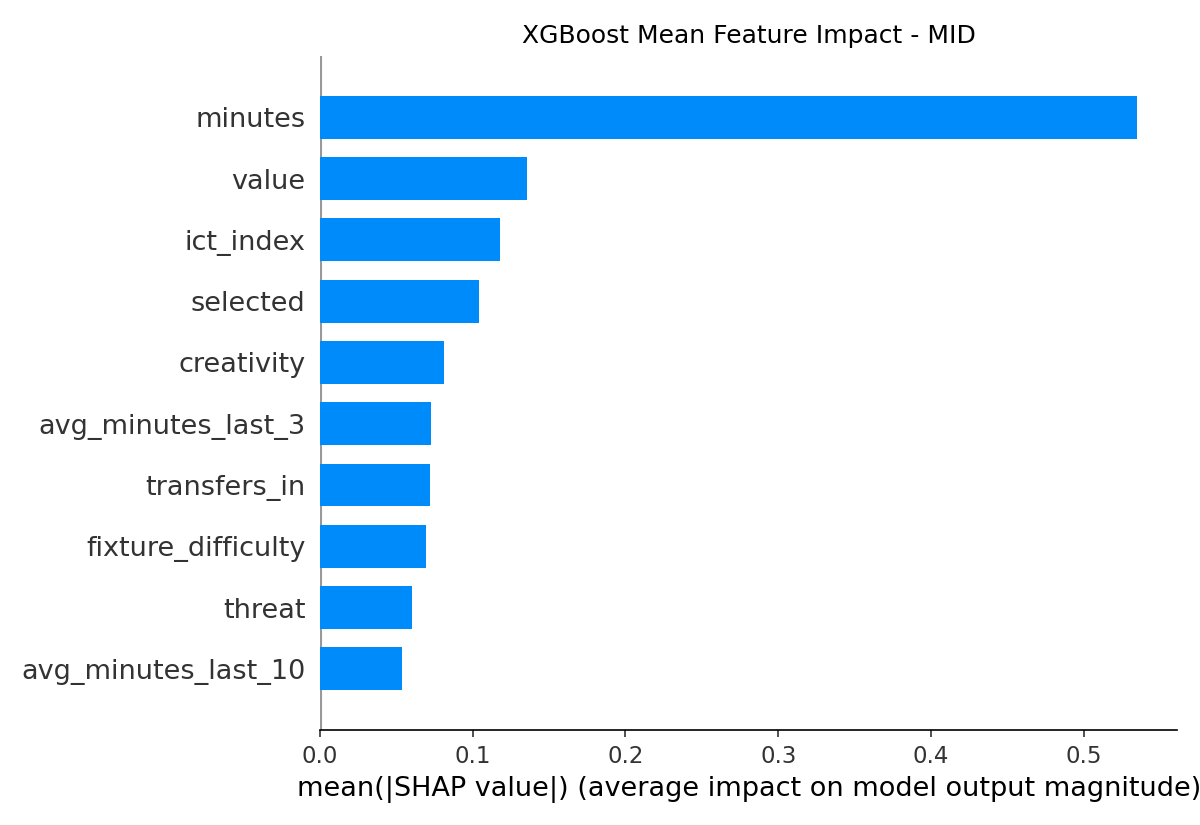 XGBoost Mean Feature Impact - MID
minutes
value
ict_index
selected
creativity
avg_minutes_last_3
transfers_in
fixture_difficulty
threat
avg_minutes_last_10
0.0 0.1 0.2 0.3 0.4 0.5
mean(|SHAP value|) (average impact on model output magnitude)